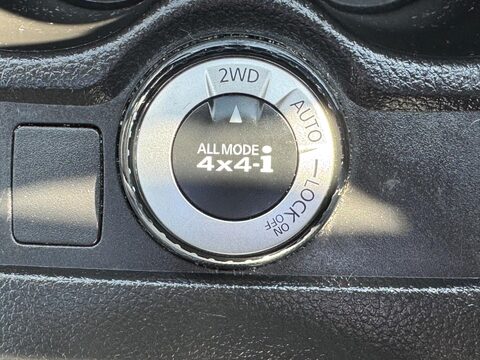 2WD
AUTO
LOCK
ON
OFF
ALL MODE
4x4-i